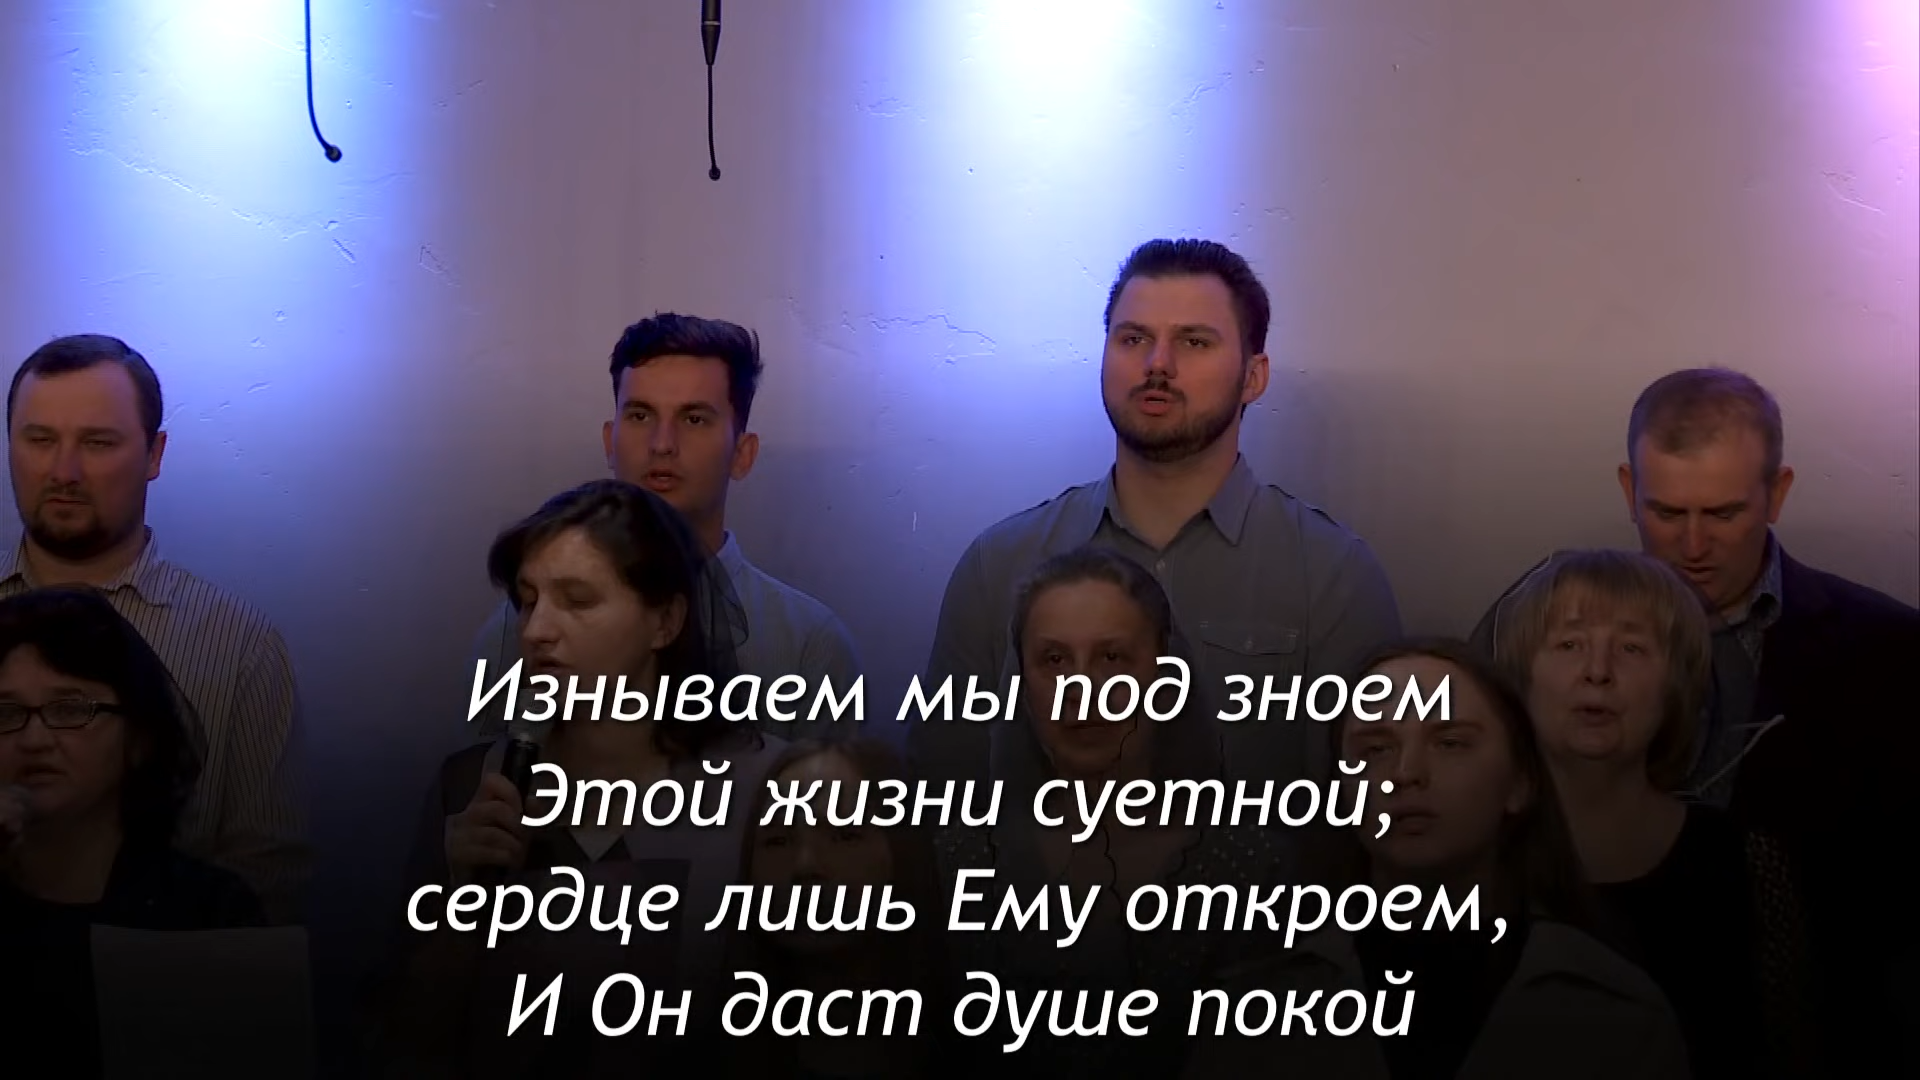 Изнываем мы под зноем
Этой жизни суетной;
сердце лишь Ему откроем,
И Он даст душе покой